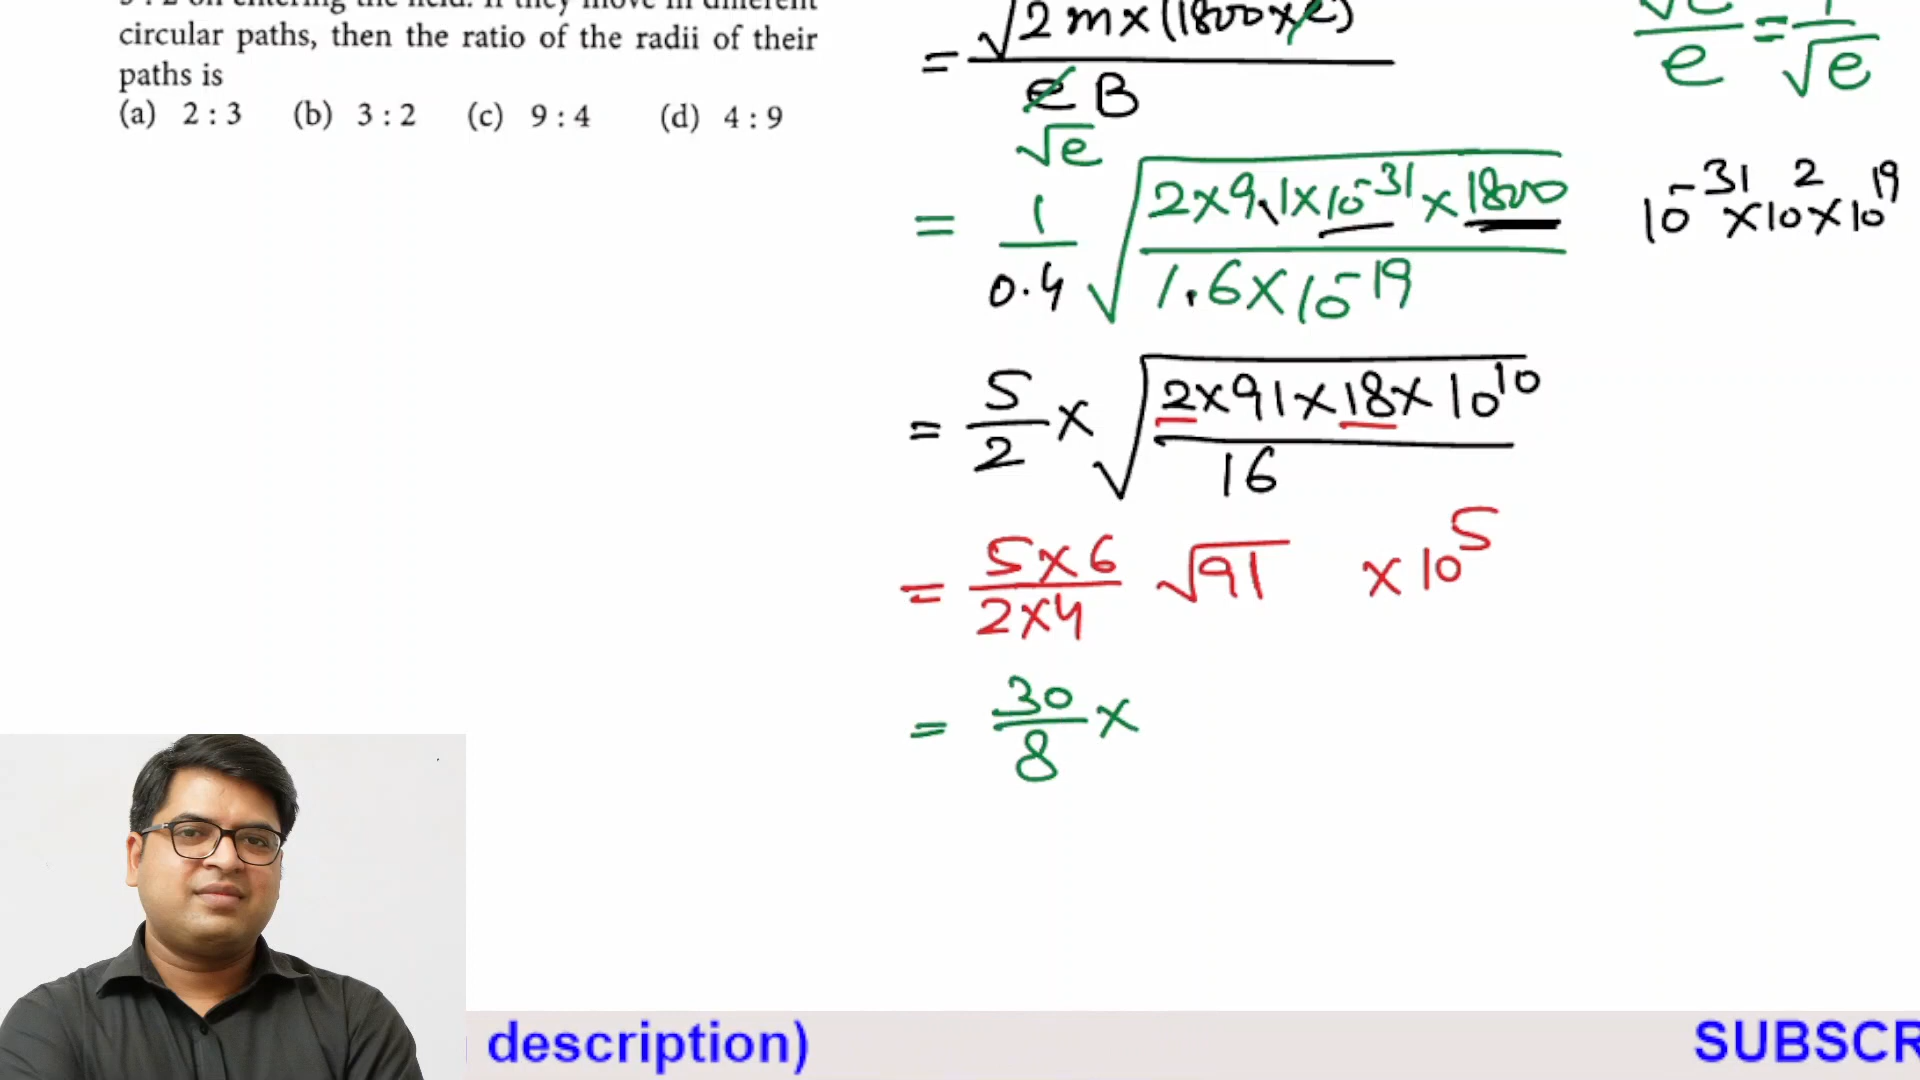 circular paths, then the ratio of the radii of their
paths is
(a) 2 : 3 (b) 3 : 2 (c) 9 : 4 (d) 4 : 9
= √2m×(1800×e)
e B
√e
√e/e = 1/√e
= 1/0.4 √(2×9.1×10⁻³¹×1800 / 1.6×10⁻¹⁹)
10⁻³¹×10²×10¹⁹
= 5/2 × √(2×91×18×10¹⁰ / 16)
= 5×6/2×4 √91 ×10⁵
= 30/8 ×
description) SUBSCR